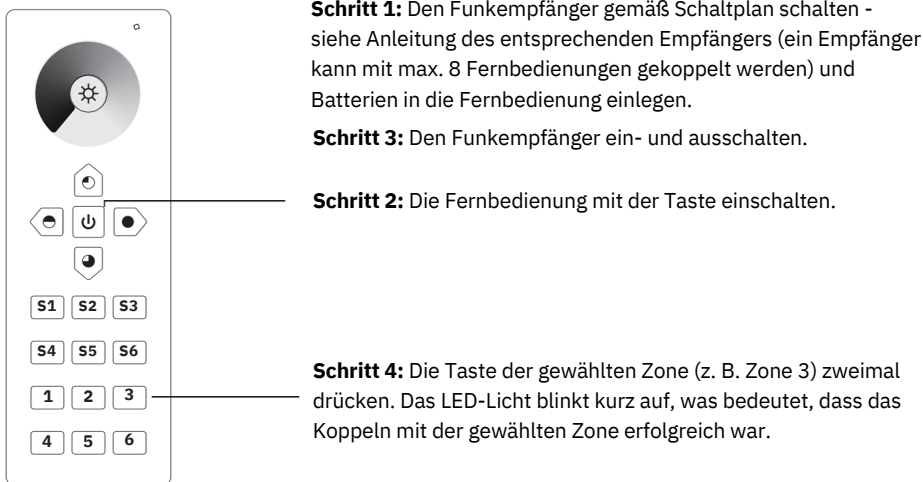 Schritt 1: Den Funkempfänger gemäß Schaltplan schalten -
siehe Anleitung des entsprechenden Empfängers (ein Empfänger
kann mit max. 8 Fernbedienungen gekoppelt werden) und
Batterien in die Fernbedienung einlegen.
Schritt 3: Den Funkempfänger ein- und ausschalten.
Schritt 2: Die Fernbedienung mit der Taste einschalten.
S1 S2 S3
S4 S5 S6
1 2 3
4 5 6
Schritt 4: Die Taste der gewählten Zone (z. B. Zone 3) zweimal
drücken. Das LED-Licht blinkt kurz auf, was bedeutet, dass das
Koppeln mit der gewählten Zone erfolgreich war.